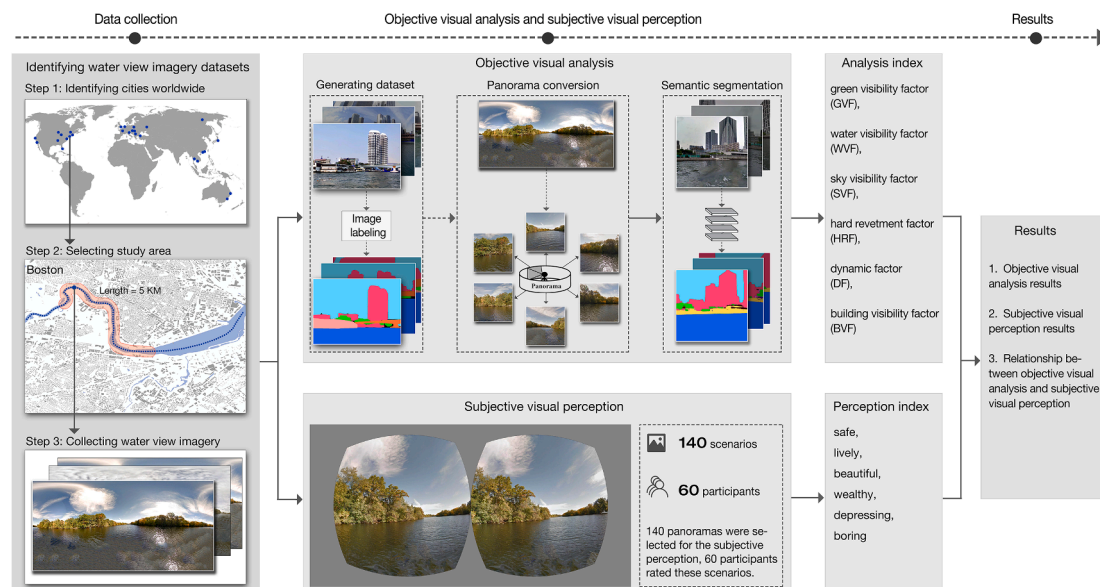 Data collection
Objective visual analysis and subjective visual perception
Results
Identifying water view imagery datasets
Step 1: Identifying cities worldwide
Step 2: Selecting study area
Boston
Length = 5 KM
Step 3: Collecting water view imagery
Objective visual analysis
Generating dataset
Image
labeling
Panorama conversion
Panorama
Semantic segmentation
Analysis index
green visibility factor
(GVF),
water visibility factor
(WVF),
sky visibility factor
(SVF),
hard revetment factor
(HRF),
dynamic factor
(DF),
building visibility factor
(BVF)
Subjective visual perception
140 scenarios
60 participants
140 panoramas were se-
lected for the subjective
perception, 60 participants
rated these scenarios.
Perception index
safe,
lively,
beautiful,
wealthy,
depressing,
boring
Results
1. Objective visual
analysis results
2. Subjective visual
perception results
3. Relationship be-
tween objective visual
analysis and subjective
visual perception